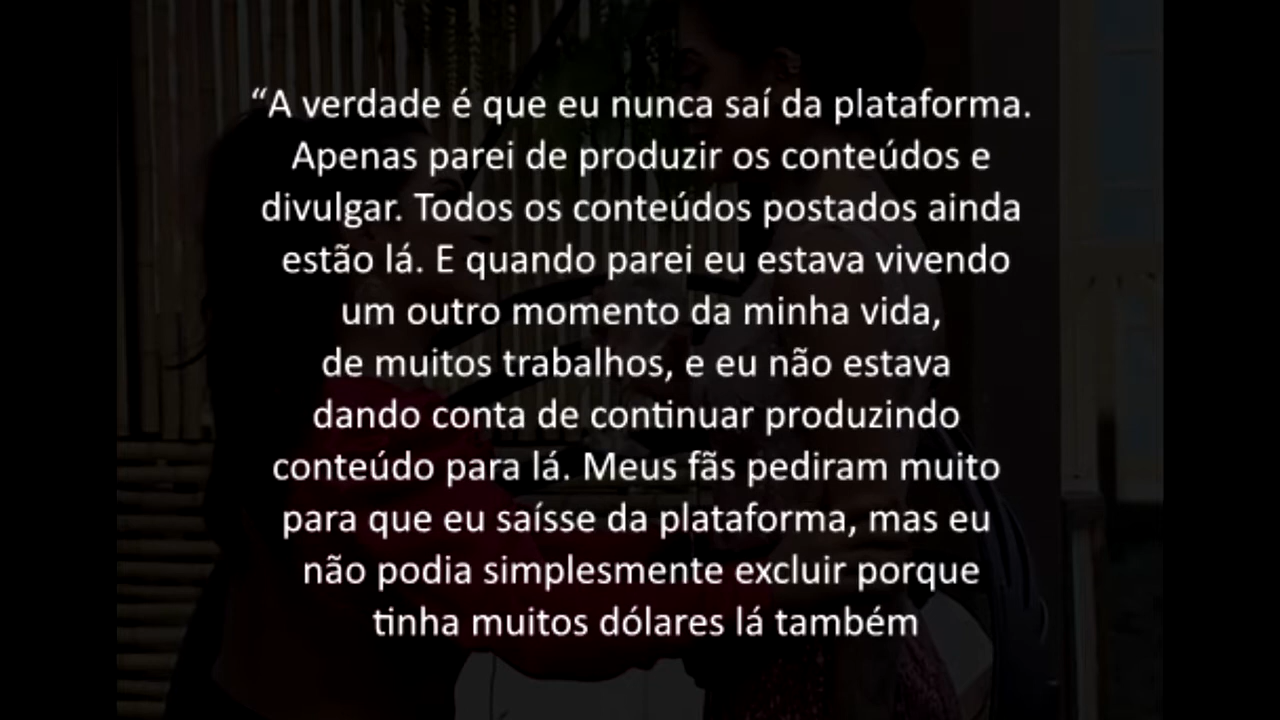 “A verdade é que eu nunca saí da plataforma.
Apenas parei de produzir os conteúdos e
divulgar. Todos os conteúdos postados ainda
estão lá. E quando parei eu estava vivendo
um outro momento da minha vida,
de muitos trabalhos, e eu não estava
dando conta de continuar produzindo
conteúdo para lá. Meus fãs pediram muito
para que eu saísse da plataforma, mas eu
não podia simplesmente excluir porque
tinha muitos dólares lá também